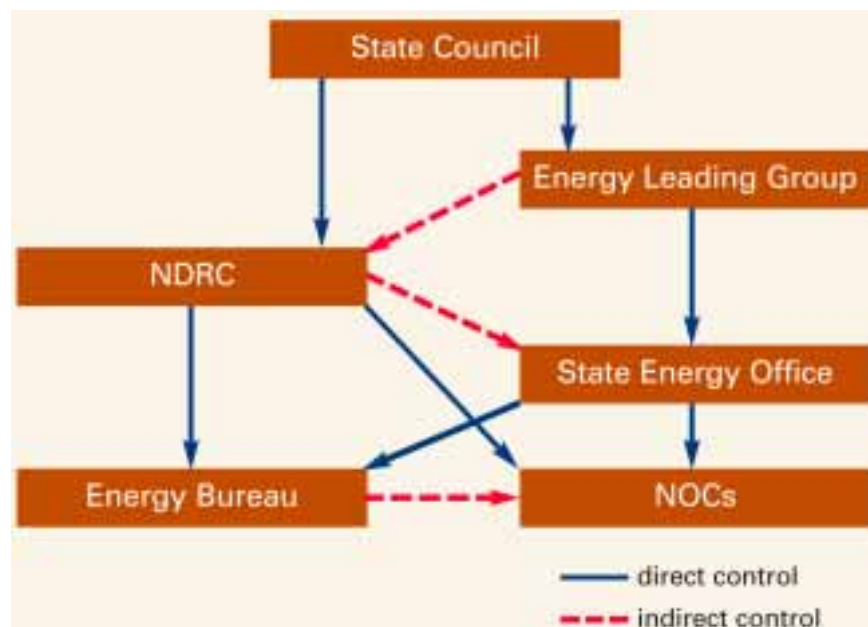 State Council
Energy Leading Group
NDRC
State Energy Office
Energy Bureau
NOCs
direct control
indirect control